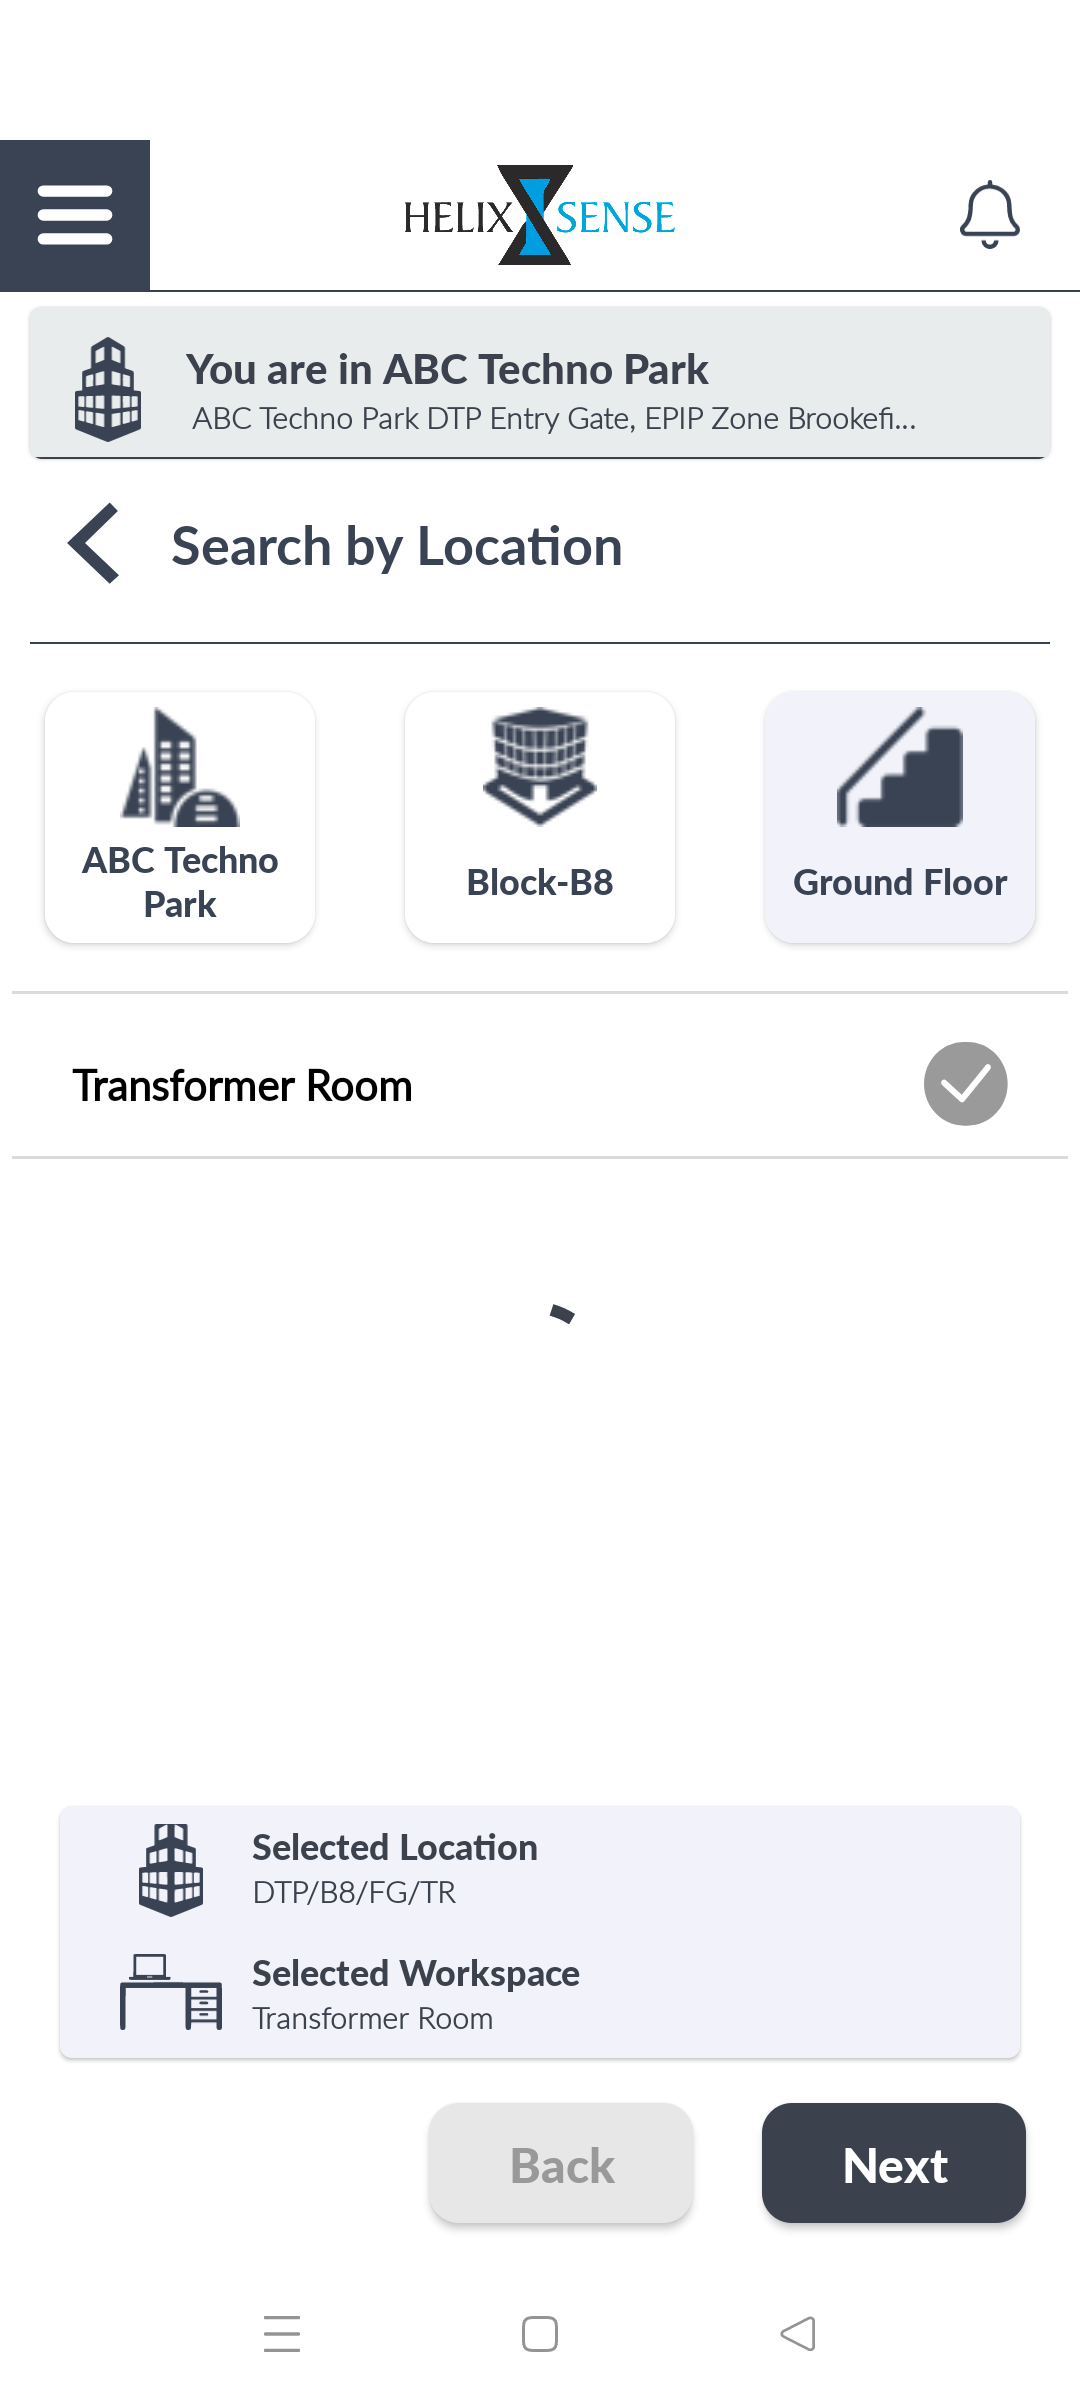 HELIX SENSE
You are in ABC Techno Park
ABC Techno Park DTP Entry Gate, EPIP Zone Brookefi...
Search by Location
ABC Techno
Park
Block-B8
Ground Floor
Transformer Room
Selected Location
DTP/B8/FG/TR
Selected Workspace
Transformer Room
Back
Next